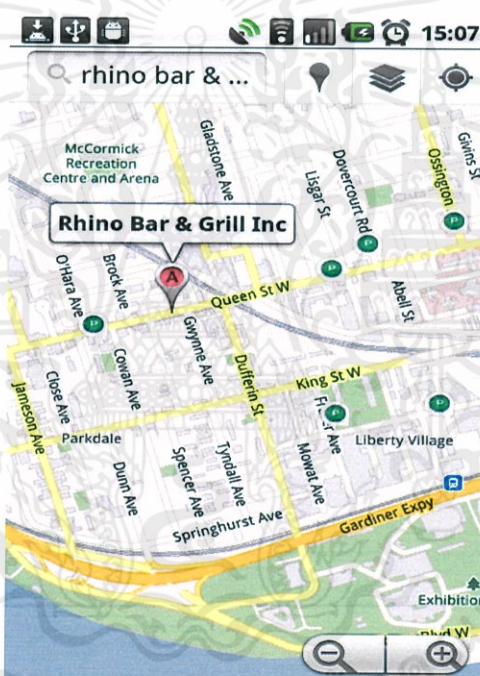 15:07
rhino bar & ...
McCormick
Recreation
Centre and Arena
Gladstone Ave
Lisgar St
Dovercourt Rd
Ossington
Givins St
Rhino Bar & Grill Inc
A
O'Hara Ave
Brock Ave
Queen St W
Abell St
P
P
P
P
P
P
Gwynne Ave
Cowan Ave
Dufferin St
King St W
Jameson Ave
Close Ave
Parkdale
Liberty Village
Dunn Ave
Spencer Ave
Tyndall Ave
Mowat Ave
Springhurst Ave
Gardiner Expy
Exhibition
Blvd W